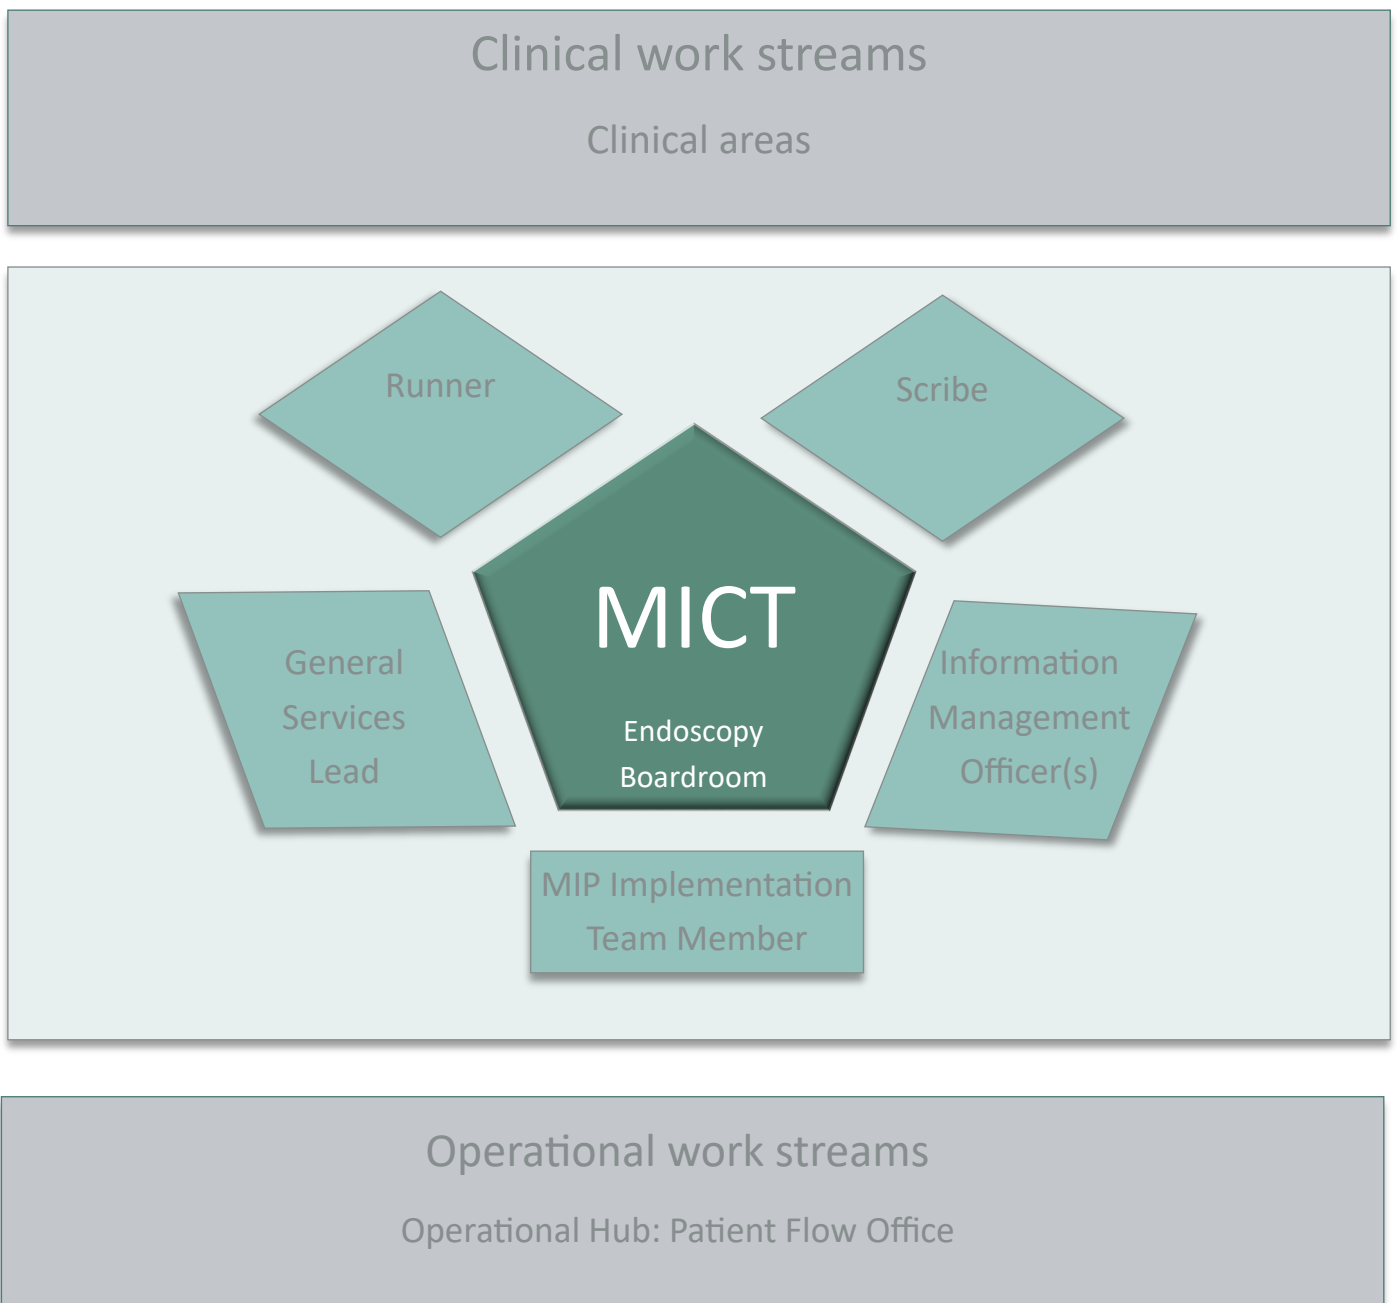 Clinical work streams
Clinical areas
Runner
Scribe
MICT
Endoscopy
Boardroom
General
Services
Lead
Information
Management
Officer(s)
MIP Implementation
Team Member
Operational work streams
Operational Hub: Patient Flow Office